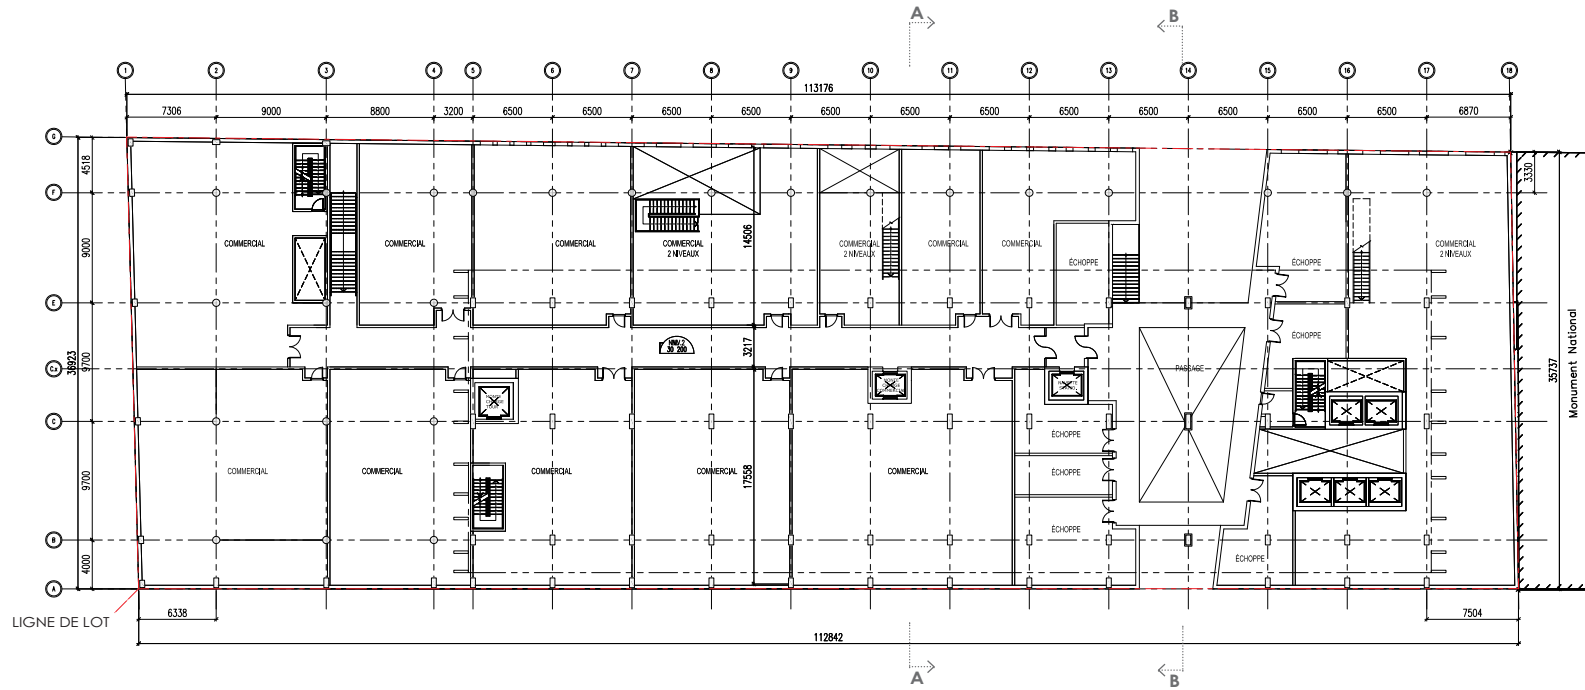 A
B
1 2 3 4 5 6 7 8 9 10 11 12 13 14 15 16 17 18
113176
7306 9000 8800 3200 6500 6500 6500 6500 6500 6500 6500 6500 6500 6500 6500 6500 6870
G
4518
3330
F
COMMERCIAL COMMERCIAL COMMERCIAL COMMERCIAL COMMERCIAL COMMERCIAL COMMERCIAL COMMERCIAL
2 NIVEAUX 2 NIVEAUX 2 NIVEAUX
9000
14506
ÉCHOPPE ÉCHOPPE
E
ÉCHOPPE
NIV.2
30 200
3217
36923
9700
C.x
PASSAGE
35737
Monument National
C
ÉCHOPPE
COMMERCIAL COMMERCIAL COMMERCIAL COMMERCIAL COMMERCIAL
ÉCHOPPE
9700
17558
ÉCHOPPE
B
ÉCHOPPE
4000
A
LIGNE DE LOT
6338
7504
112842
A
B